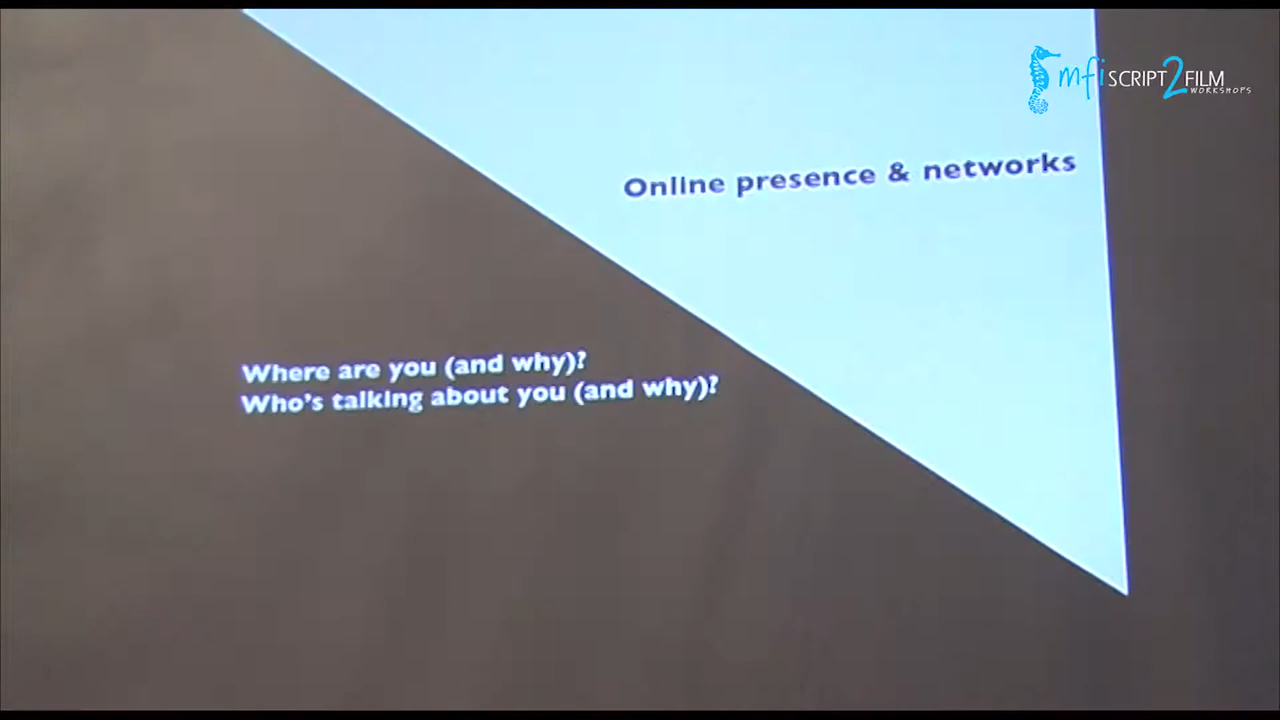 mfi SCRIPT2FILM
WORKSHOPS
Online presence & networks
Where are you (and why)?
Who's talking about you (and why)?